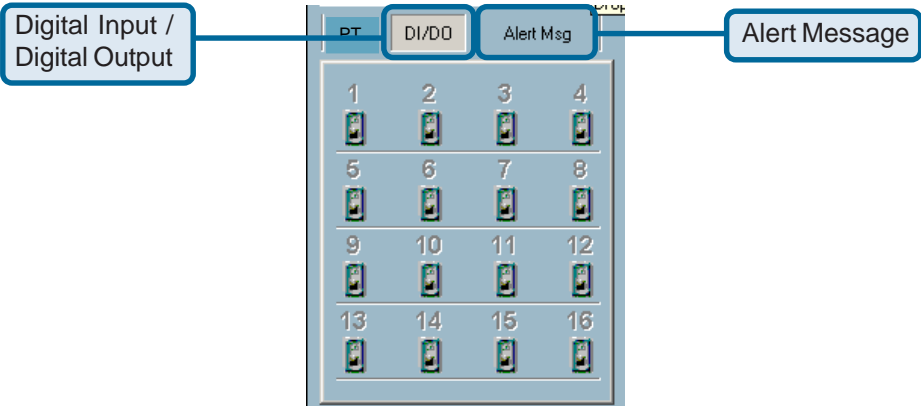 Digital Input /
Digital Output
PT DI/DO Alert Msg
Alert Message
1 2 3 4
5 6 7 8
9 10 11 12
13 14 15 16